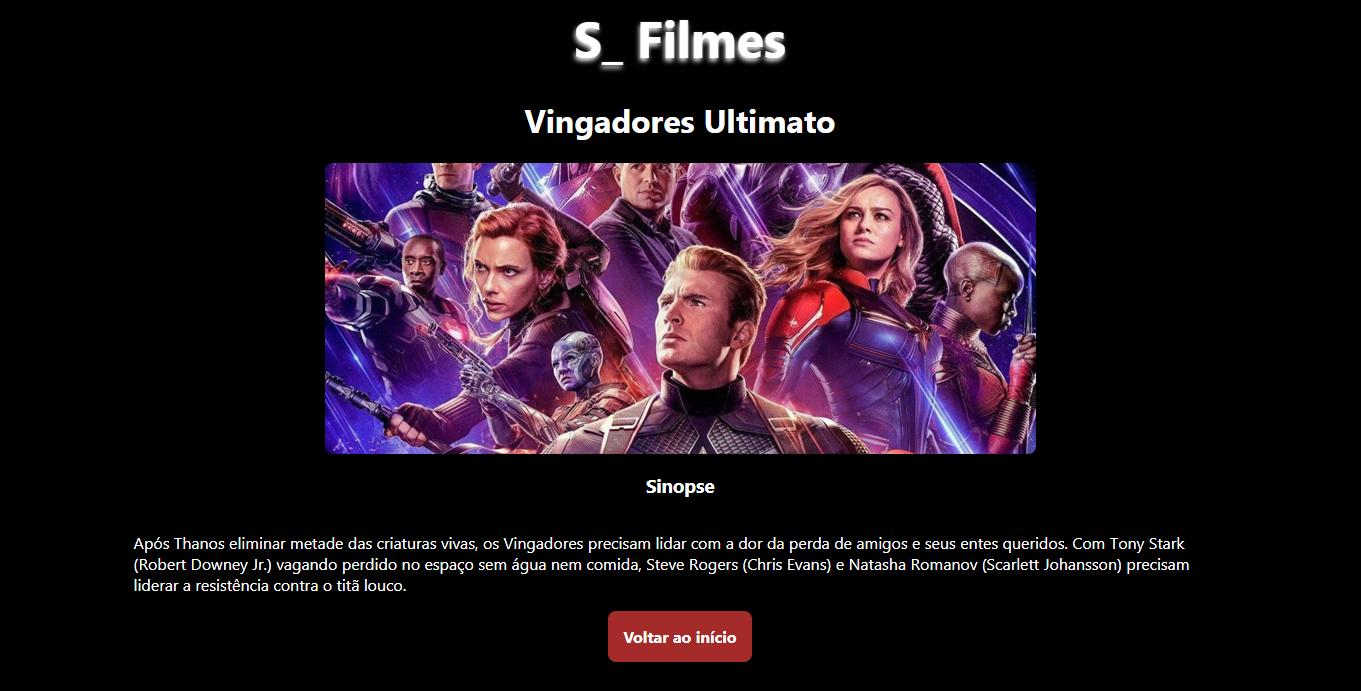 S_ Filmes
Vingadores Ultimato
Sinopse
Após Thanos eliminar metade das criaturas vivas, os Vingadores precisam lidar com a dor da perda de amigos e seus entes queridos. Com Tony Stark
(Robert Downey Jr.) vagando perdido no espaço sem água nem comida, Steve Rogers (Chris Evans) e Natasha Romanov (Scarlett Johansson) precisam
liderar a resistência contra o titã louco.
Voltar ao início